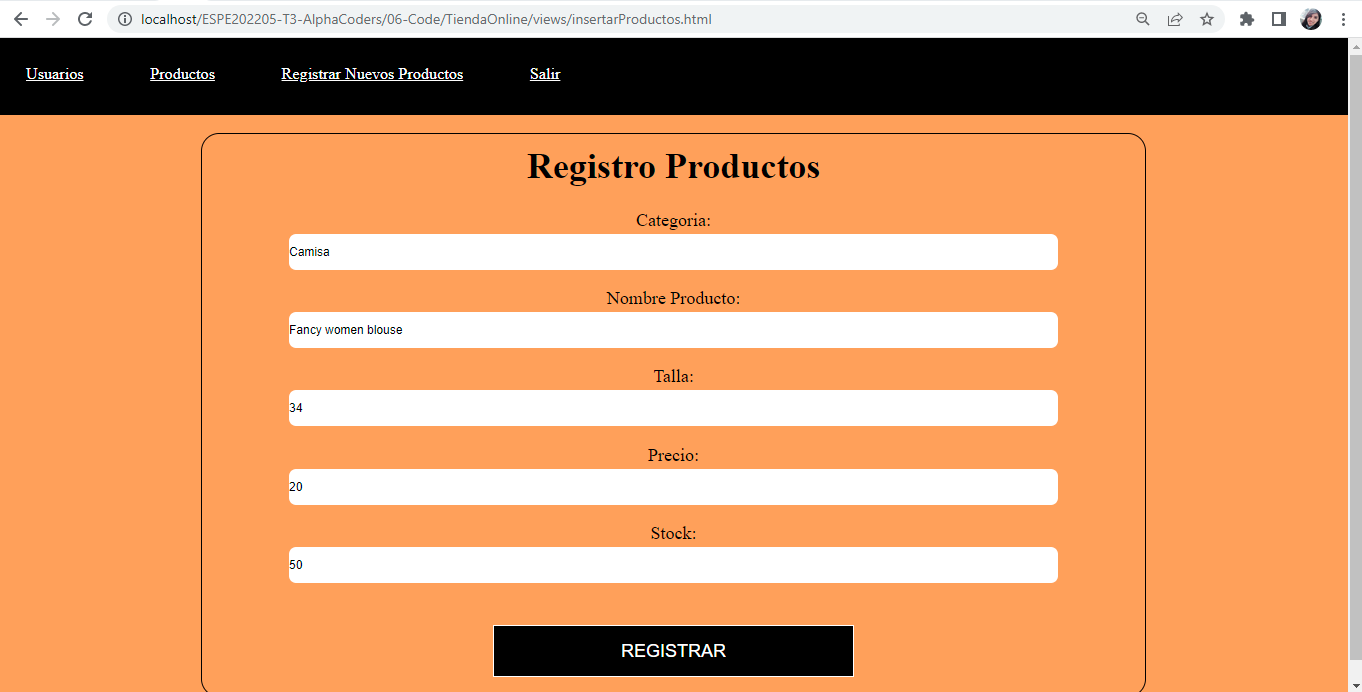 localhost/ESPE202205-T3-AlphaCoders/06-Code/TiendaOnline/views/insertarProductos.html
Usuarios Productos Registrar Nuevos Productos Salir
Registro Productos
Categoria:
Camisa
Nombre Producto:
Fancy women blouse
Talla:
34
Precio:
20
Stock:
50
REGISTRAR